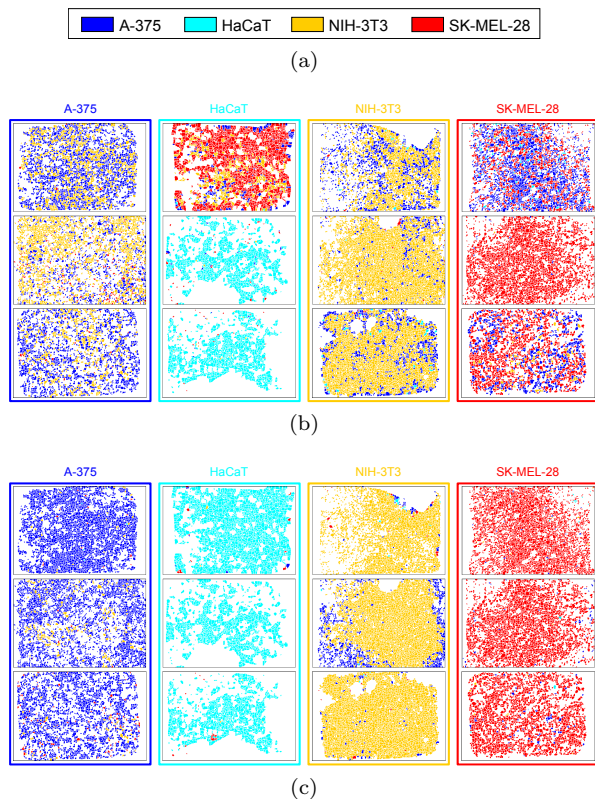 A-375 HaCaT NIH-3T3 SK-MEL-28
(a)
A-375 HaCaT NIH-3T3 SK-MEL-28
(b)
A-375 HaCaT NIH-3T3 SK-MEL-28
(c)